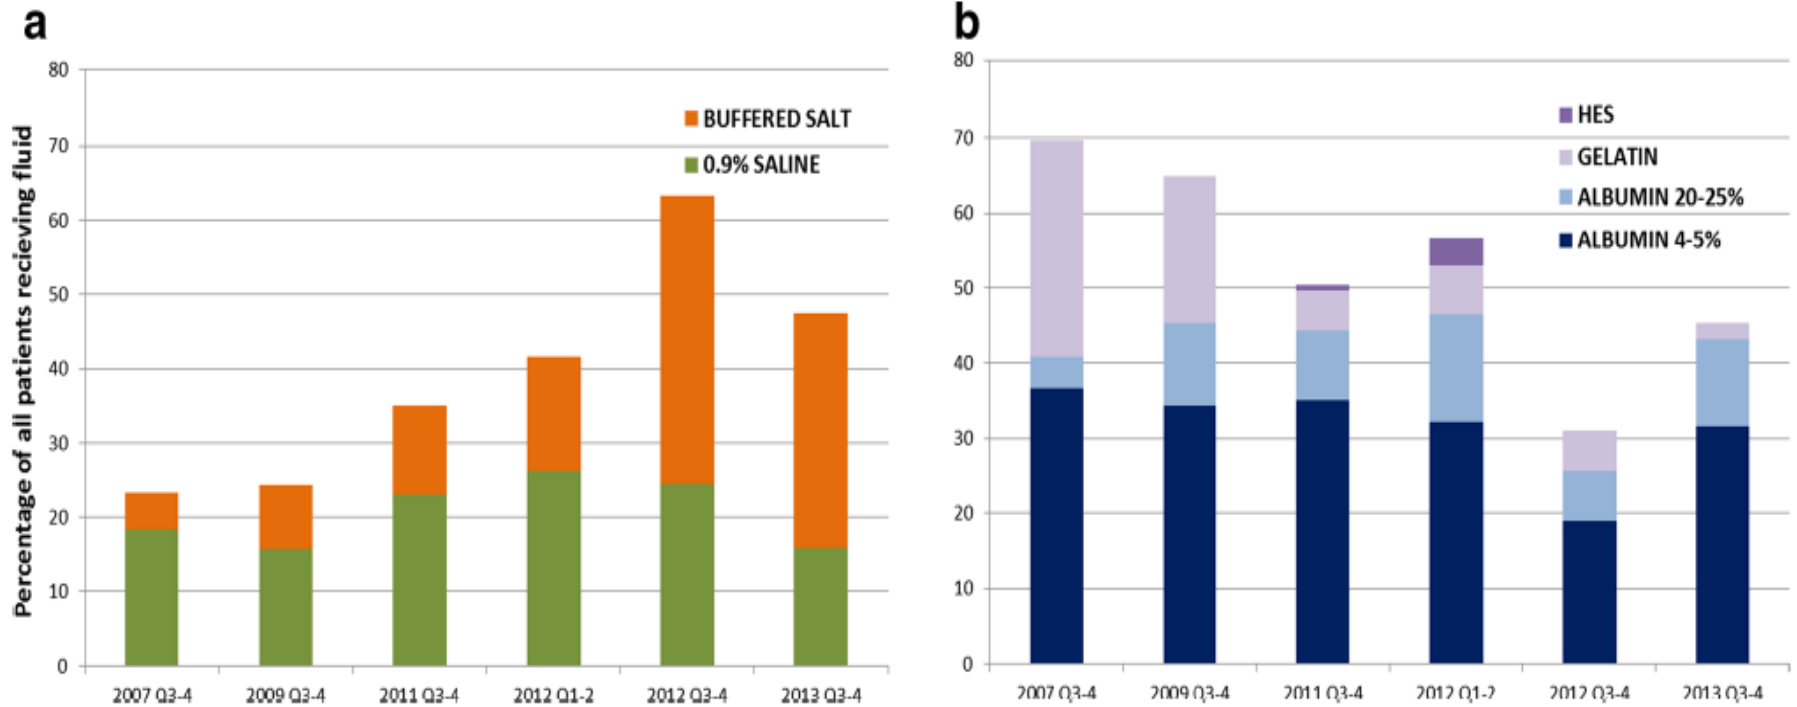 a
80
70
60
50
40
30
20
10
0
Percentage of all patients recieving fluid
BUFFERED SALT
0.9% SALINE
2007 Q3-4 2009 Q3-4 2011 Q3-4 2012 Q1-2 2012 Q3-4 2013 Q3-4
b
80
70
60
50
40
30
20
10
0
HES
GELATIN
ALBUMIN 20-25%
ALBUMIN 4-5%
2007 Q3-4 2009 Q3-4 2011 Q3-4 2012 Q1-2 2012 Q3-4 2013 Q3-4